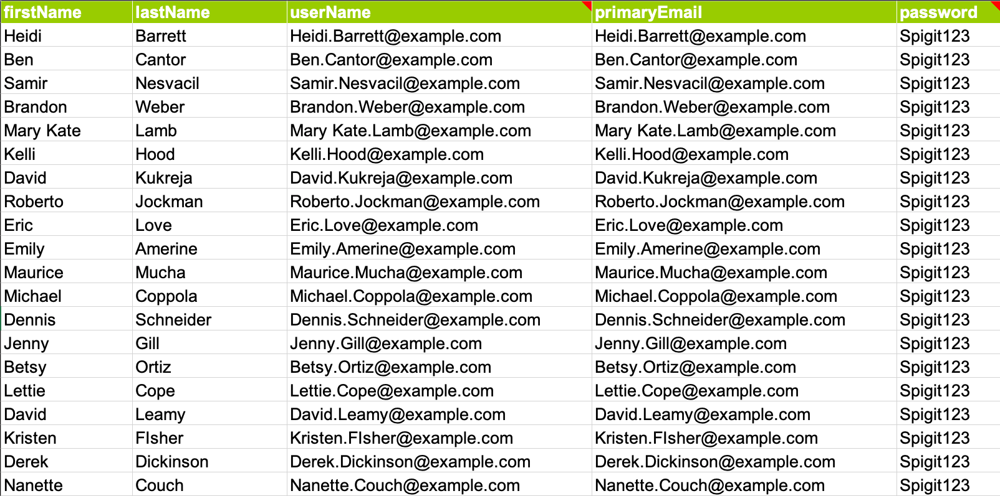 firstName lastName userName primaryEmail password
Heidi Barrett Heidi.Barrett@example.com Heidi.Barrett@example.com Spigit123
Ben Cantor Ben.Cantor@example.com Ben.Cantor@example.com Spigit123
Samir Nesvacil Samir.Nesvacil@example.com Samir.Nesvacil@example.com Spigit123
Brandon Weber Brandon.Weber@example.com Brandon.Weber@example.com Spigit123
Mary Kate Lamb Mary Kate.Lamb@example.com Mary Kate.Lamb@example.com Spigit123
Kelli Hood Kelli.Hood@example.com Kelli.Hood@example.com Spigit123
David Kukreja David.Kukreja@example.com David.Kukreja@example.com Spigit123
Roberto Jockman Roberto.Jockman@example.com Roberto.Jockman@example.com Spigit123
Eric Love Eric.Love@example.com Eric.Love@example.com Spigit123
Emily Amerine Emily.Amerine@example.com Emily.Amerine@example.com Spigit123
Maurice Mucha Maurice.Mucha@example.com Maurice.Mucha@example.com Spigit123
Michael Coppola Michael.Coppola@example.com Michael.Coppola@example.com Spigit123
Dennis Schneider Dennis.Schneider@example.com Dennis.Schneider@example.com Spigit123
Jenny Gill Jenny.Gill@example.com Jenny.Gill@example.com Spigit123
Betsy Ortiz Betsy.Ortiz@example.com Betsy.Ortiz@example.com Spigit123
Lettie Cope Lettie.Cope@example.com Lettie.Cope@example.com Spigit123
David Leamy David.Leamy@example.com David.Leamy@example.com Spigit123
Kristen FIsher Kristen.FIsher@example.com Kristen.FIsher@example.com Spigit123
Derek Dickinson Derek.Dickinson@example.com Derek.Dickinson@example.com Spigit123
Nanette Couch Nanette.Couch@example.com Nanette.Couch@example.com Spigit123